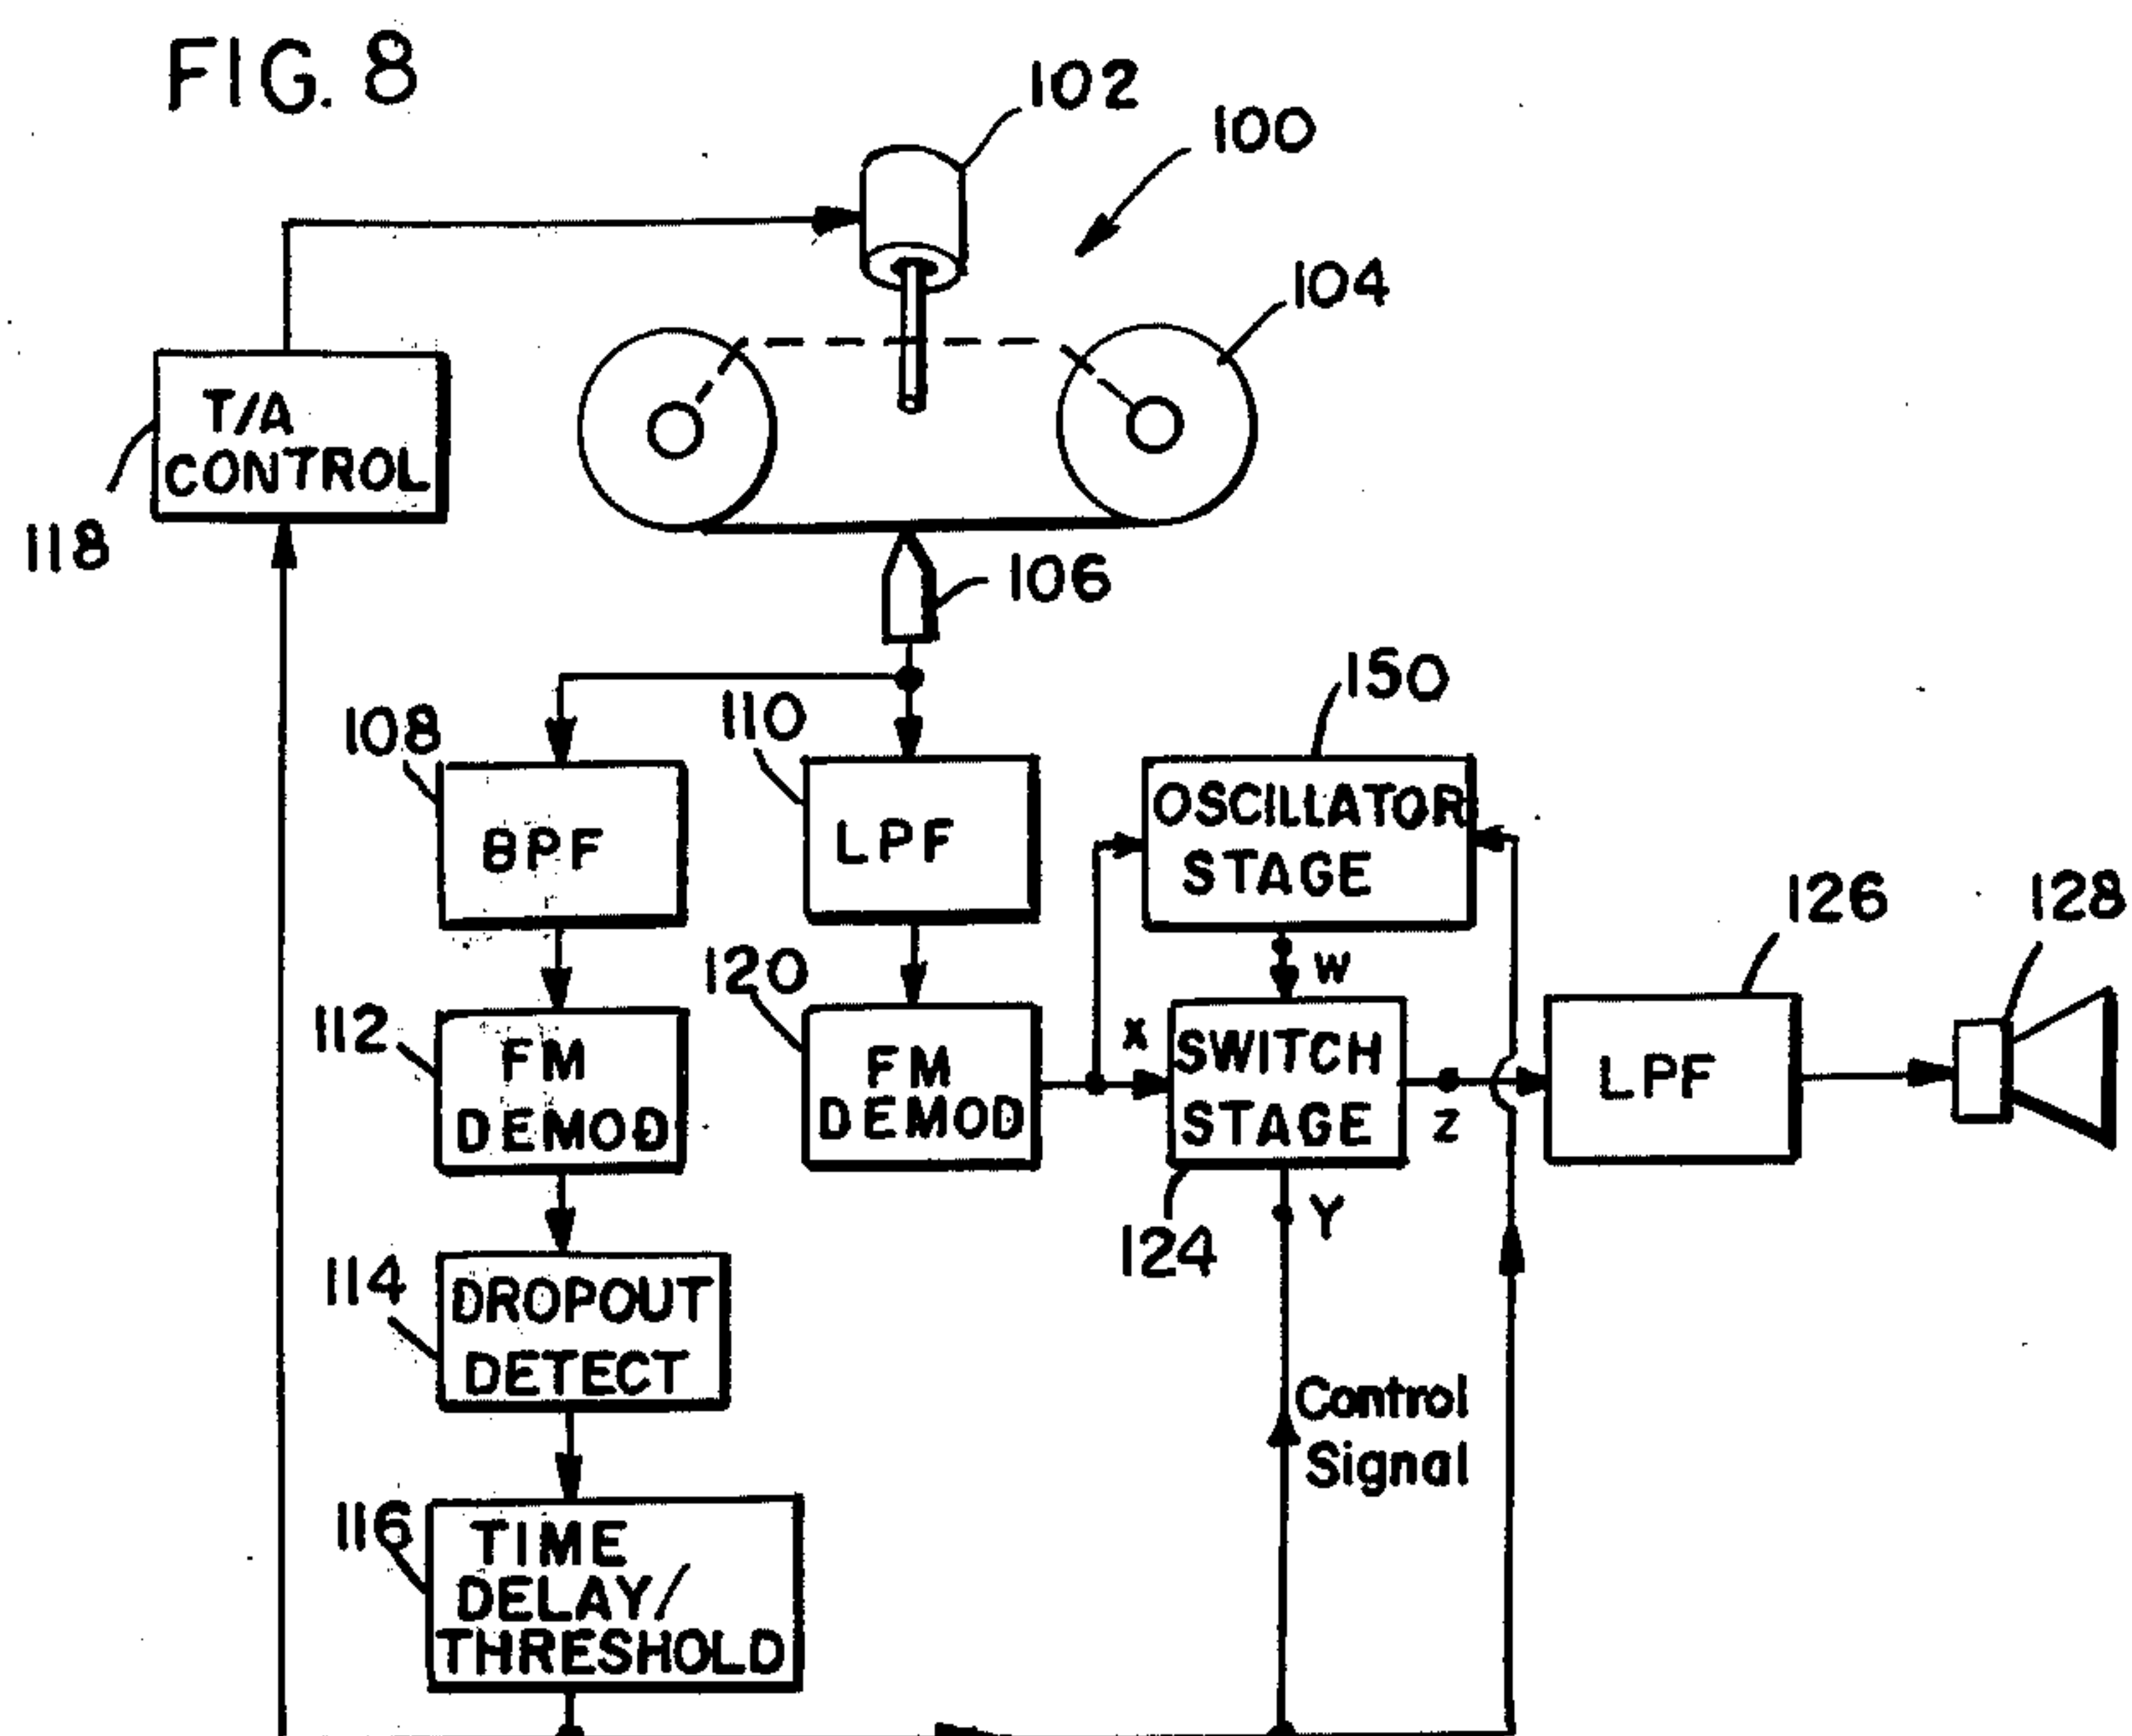 FIG. 8
102
100
104
T/A
CONTROL
118
106
150
108
110
OSCILLATOR
STAGE
BPF
LPF
126
128
120
W
112
FM
DEMOD
FM
DEMOD
X
SWITCH
STAGE
Z
LPF
Y
124
114
DROPOUT
DETECT
Control
Signal
116
TIME
DELAY/
THRESHOLD